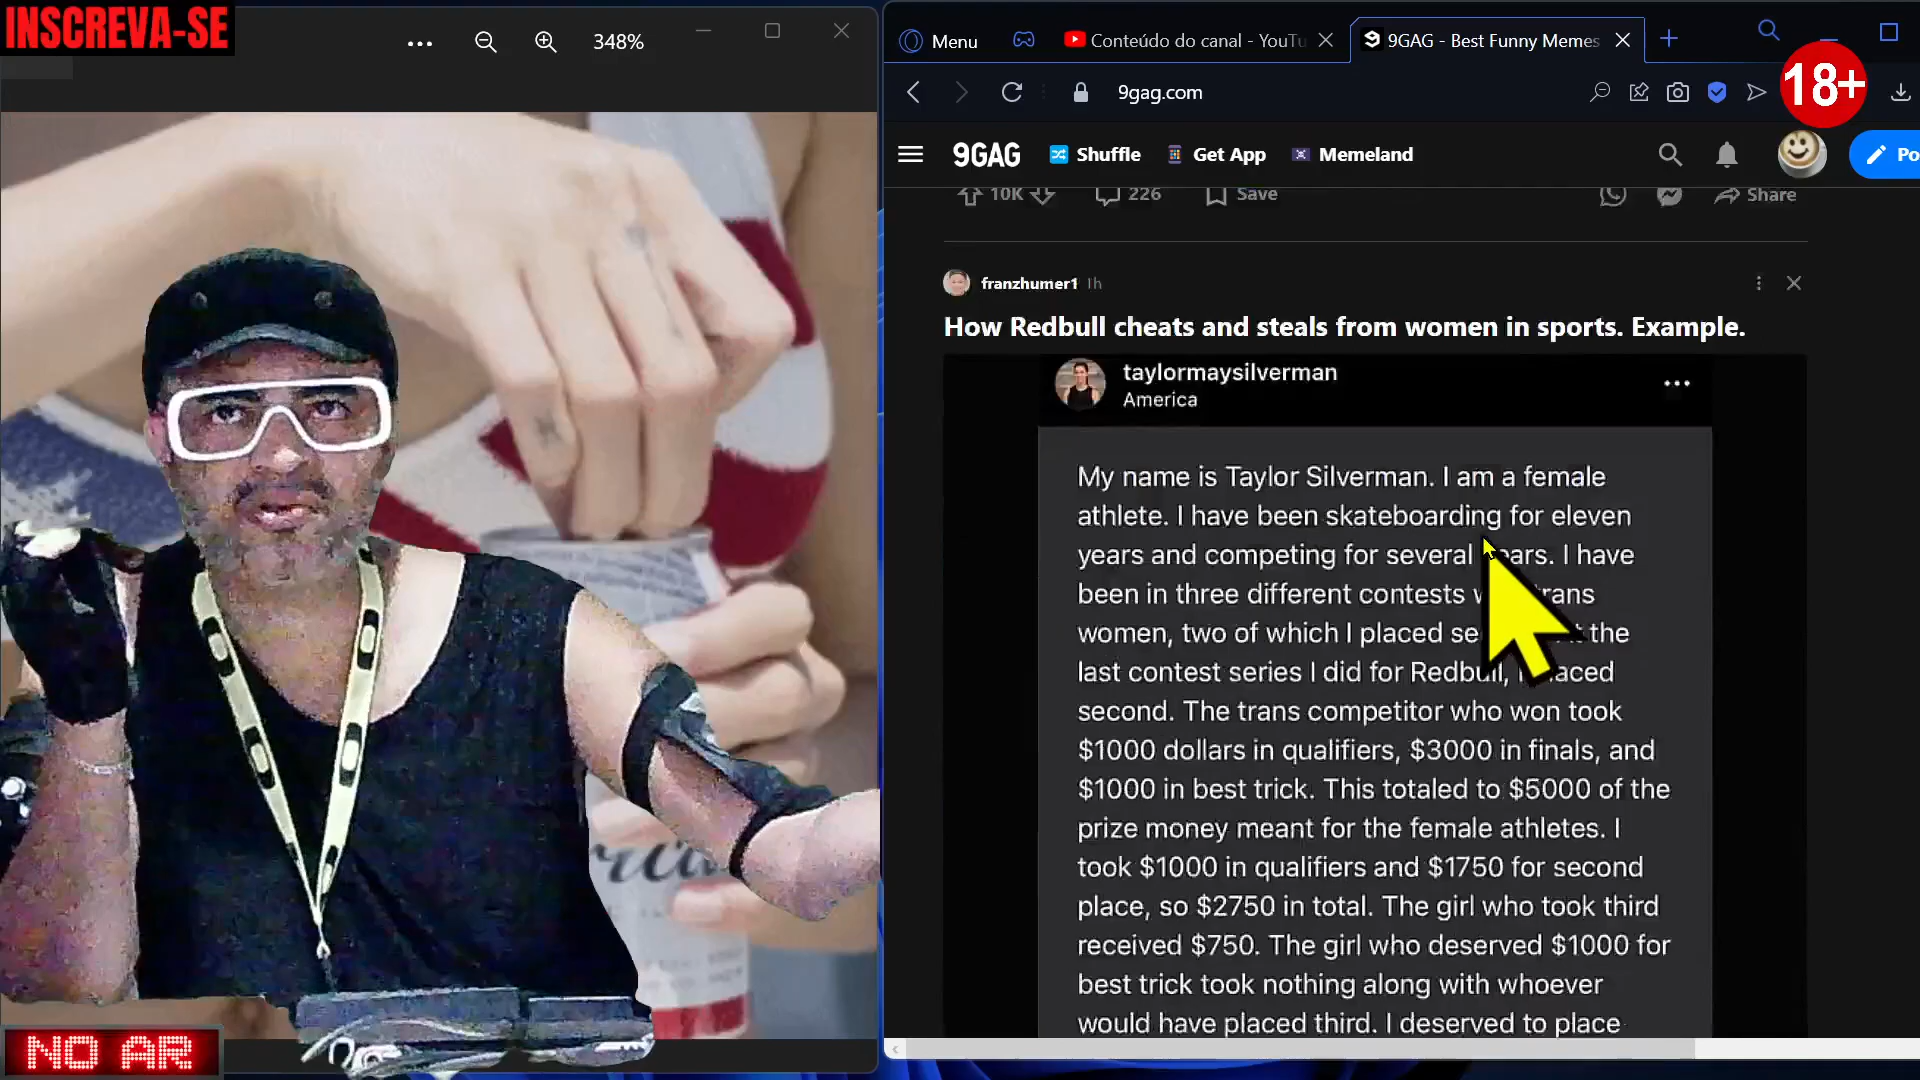 INSCREVA-SE
348%
Menu
Conteúdo do canal - YouTu
9GAG - Best Funny Memes
9gag.com
18+
9GAG
Shuffle
Get App
Memeland
Po
10K
226
Save
Share
franzhumer1 1h
How Redbull cheats and steals from women in sports. Example.
taylormaysilverman
America
My name is Taylor Silverman. I am a female
athlete. I have been skateboarding for eleven
years and competing for several ears. I have
been in three different contests trans
women, two of which I placed the
last contest series I did for Redbull, placed
second. The trans competitor who won took
$1000 dollars in qualifiers, $3000 in finals, and
$1000 in best trick. This totaled to $5000 of the
prize money meant for the female athletes. I
took $1000 in qualifiers and $1750 for second
place, so $2750 in total. The girl who took third
received $750. The girl who deserved $1000 for
best trick took nothing along with whoever
would have placed third. I deserved to place
NO AR